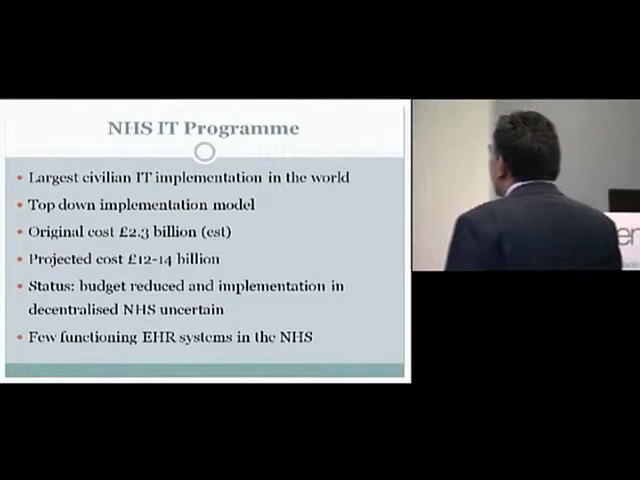 NHS IT Programme
• Largest civilian IT implementation in the world
• Top down implementation model
• Original cost £2.3 billion (est)
• Projected cost £12-14 billion
• Status: budget reduced and implementation in
decentralised NHS uncertain
• Few functioning EHR systems in the NHS